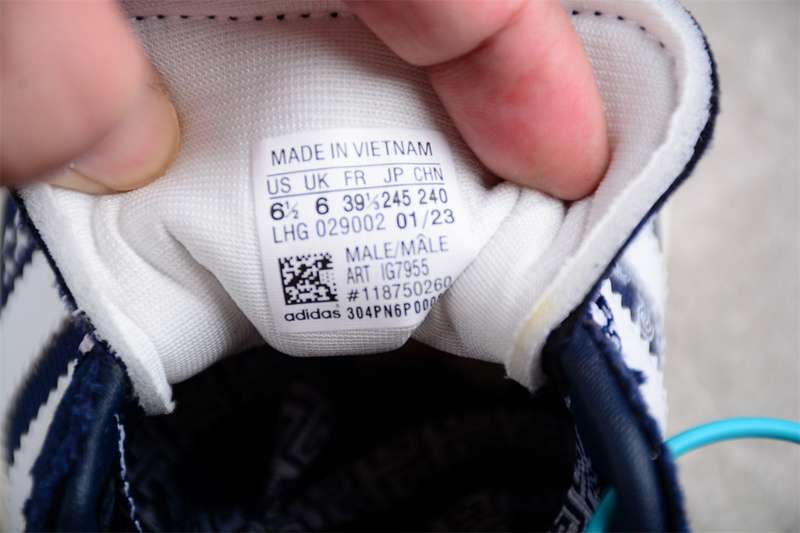 MADE IN VIETNAM
US UK FR JP CHN
6½ 6 39⅓ 245 240
LHG 029002 01/23
MALE/MÂLE
ART IG7955
#118750260
adidas 304PN6P000